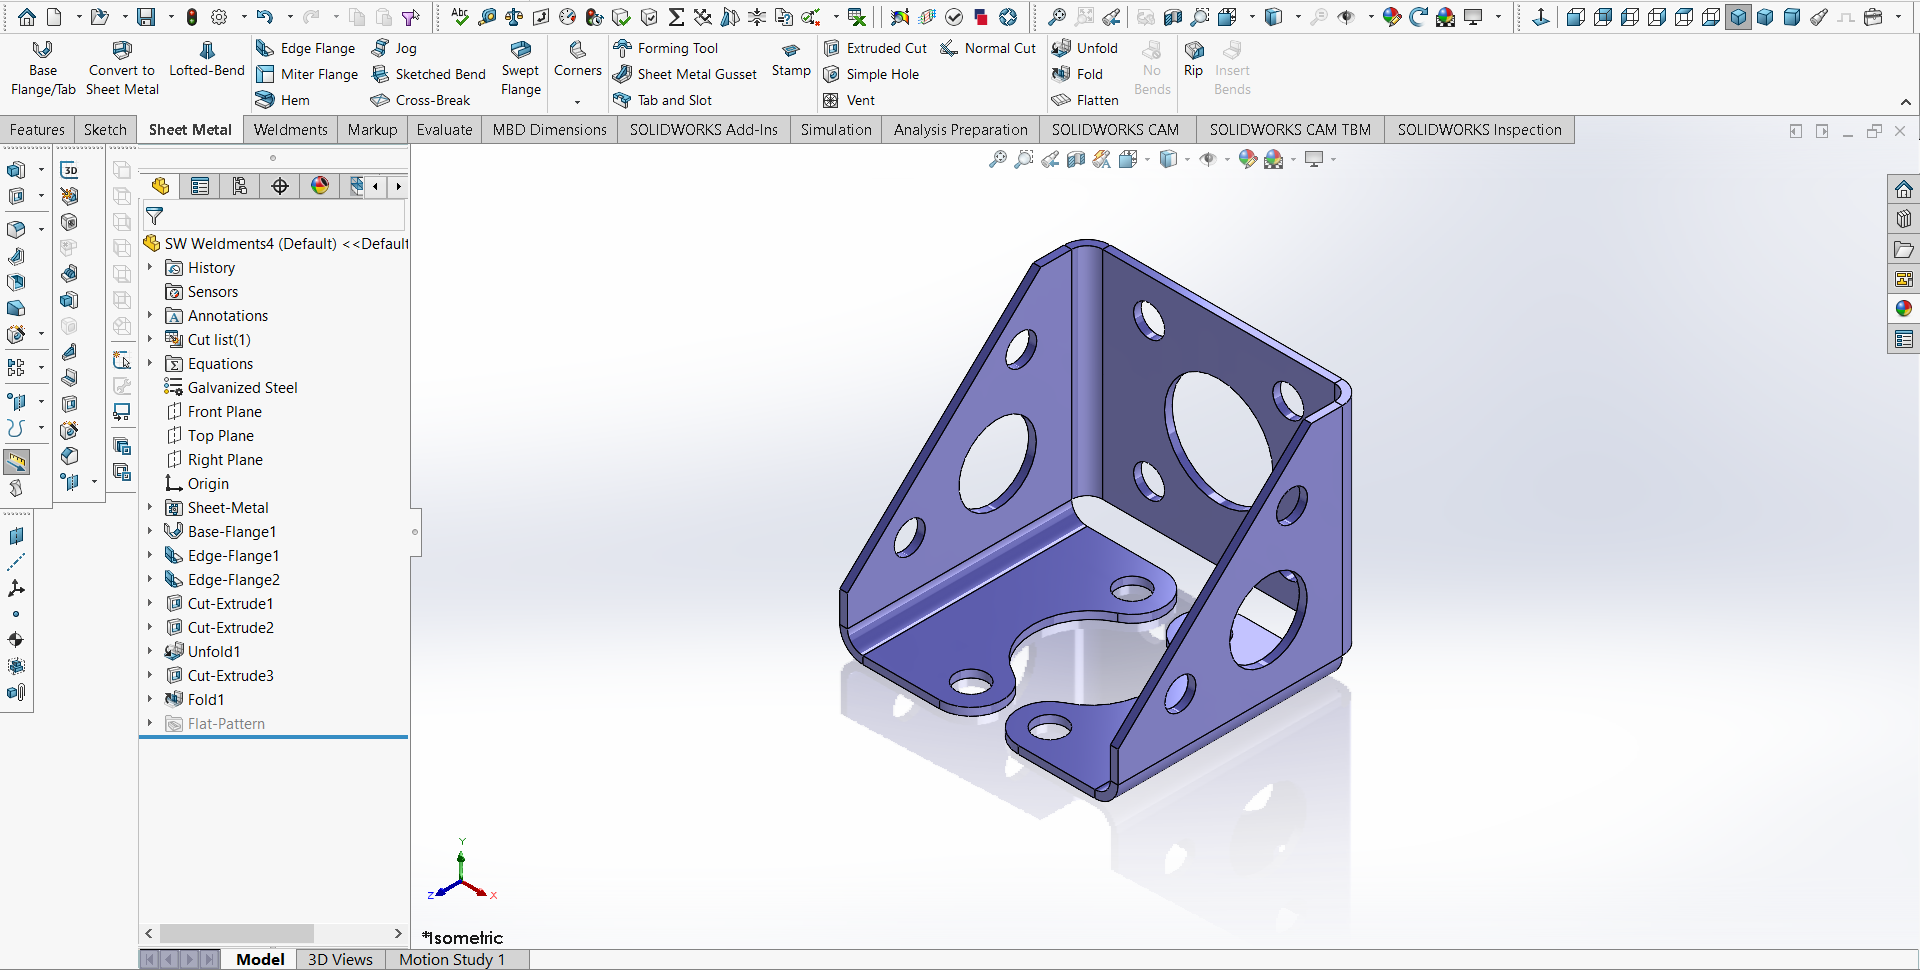 Abc
Base
Flange/Tab
Convert to
Sheet Metal
Lofted-Bend
Edge Flange
Miter Flange
Hem
Jog
Sketched Bend
Cross-Break
Swept
Flange
Corners
Forming Tool
Sheet Metal Gusset
Tab and Slot
Stamp
Extruded Cut
Simple Hole
Vent
Normal Cut
Unfold
Fold
Flatten
No
Bends
Rip
Insert
Bends
Features
Sketch
Sheet Metal
Weldments
Markup
Evaluate
MBD Dimensions
SOLIDWORKS Add-Ins
Simulation
Analysis Preparation
SOLIDWORKS CAM
SOLIDWORKS CAM TBM
SOLIDWORKS Inspection
3D
SW Weldments4 (Default) <<Default
History
Sensors
Annotations
Cut list(1)
Equations
Galvanized Steel
Front Plane
Top Plane
Right Plane
Origin
Sheet-Metal
Base-Flange1
Edge-Flange1
Edge-Flange2
Cut-Extrude1
Cut-Extrude2
Unfold1
Cut-Extrude3
Fold1
Flat-Pattern
Y
Z
X
*Isometric
Model
3D Views
Motion Study 1